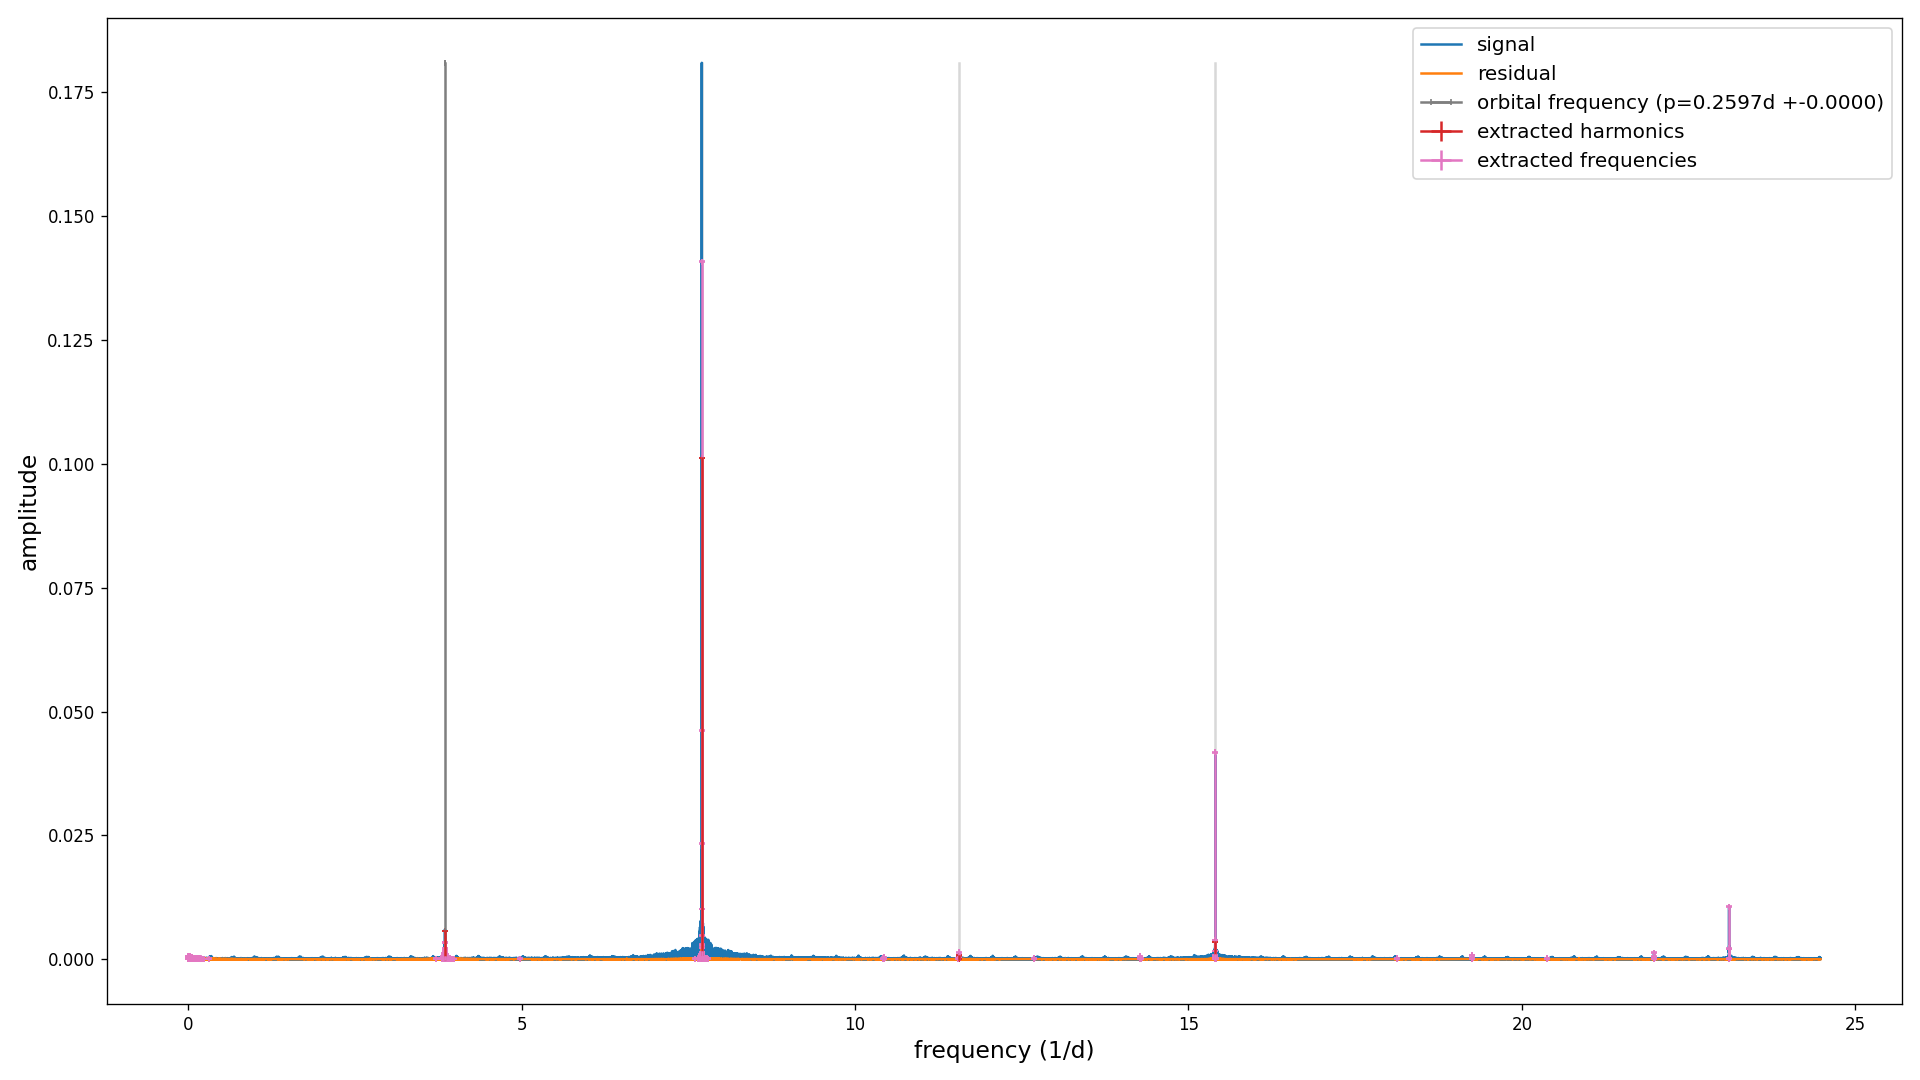 signal
residual
orbital frequency (p=0.2597d +-0.0000)
extracted harmonics
extracted frequencies
amplitude
0.175
0.150
0.125
0.100
0.075
0.050
0.025
0.000
0 5 10 15 20 25
frequency (1/d)